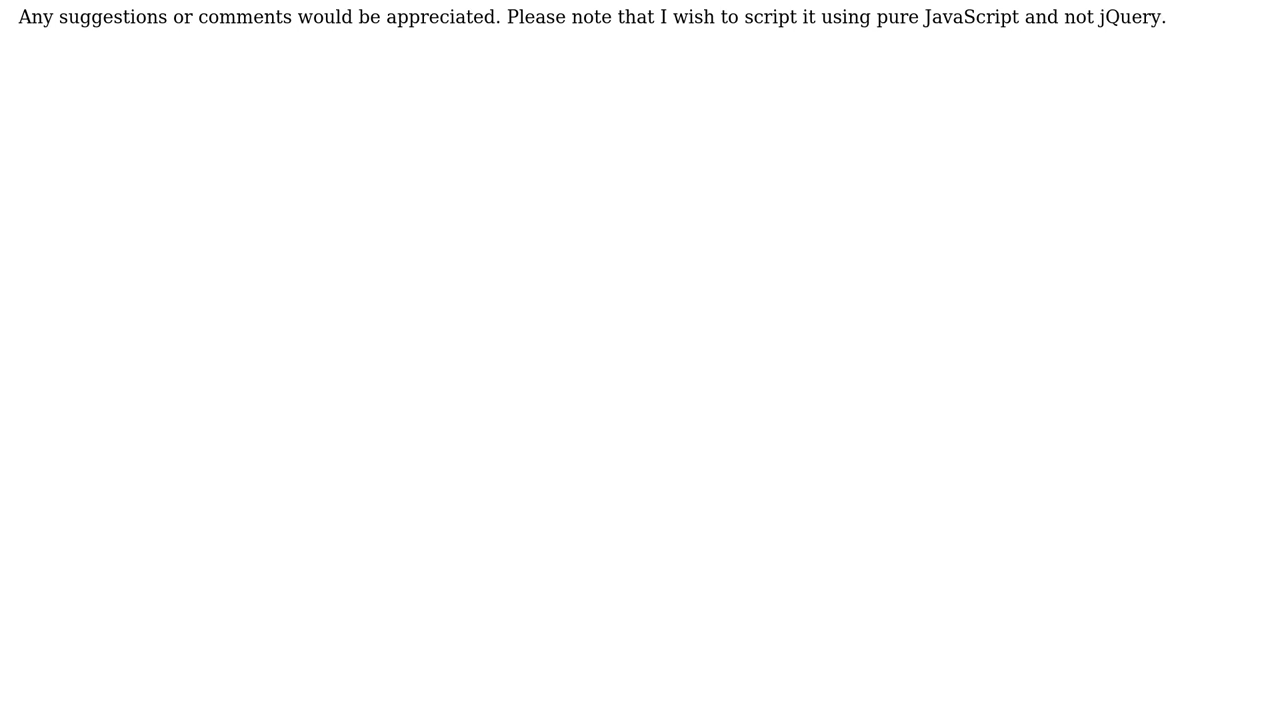 Any suggestions or comments would be appreciated. Please note that I wish to script it using pure JavaScript and not jQuery.